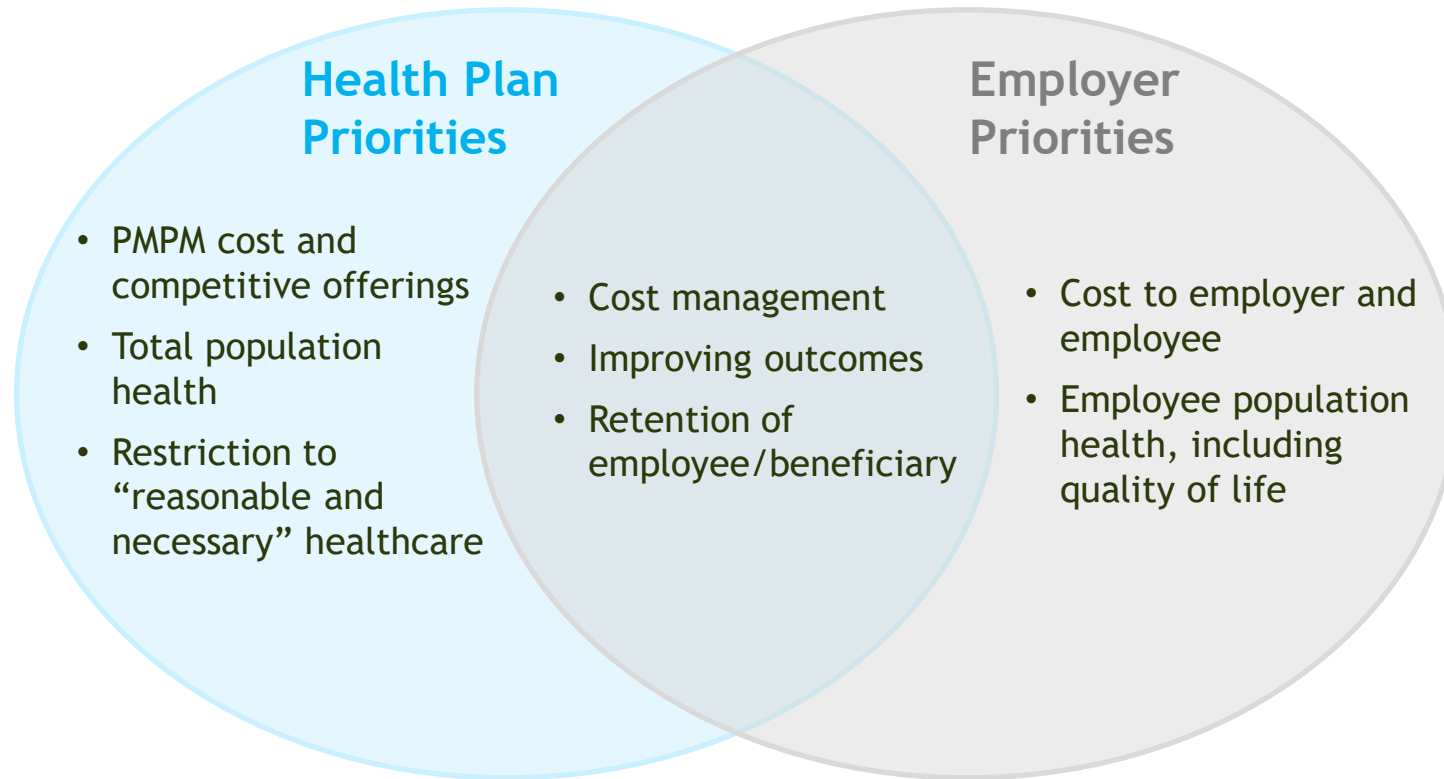 Health Plan
Priorities
• PMPM cost and
competitive offerings
• Total population
health
• Restriction to
“reasonable and
necessary” healthcare
• Cost management
• Improving outcomes
• Retention of
employee/beneficiary
Employer
Priorities
• Cost to employer and
employee
• Employee population
health, including
quality of life